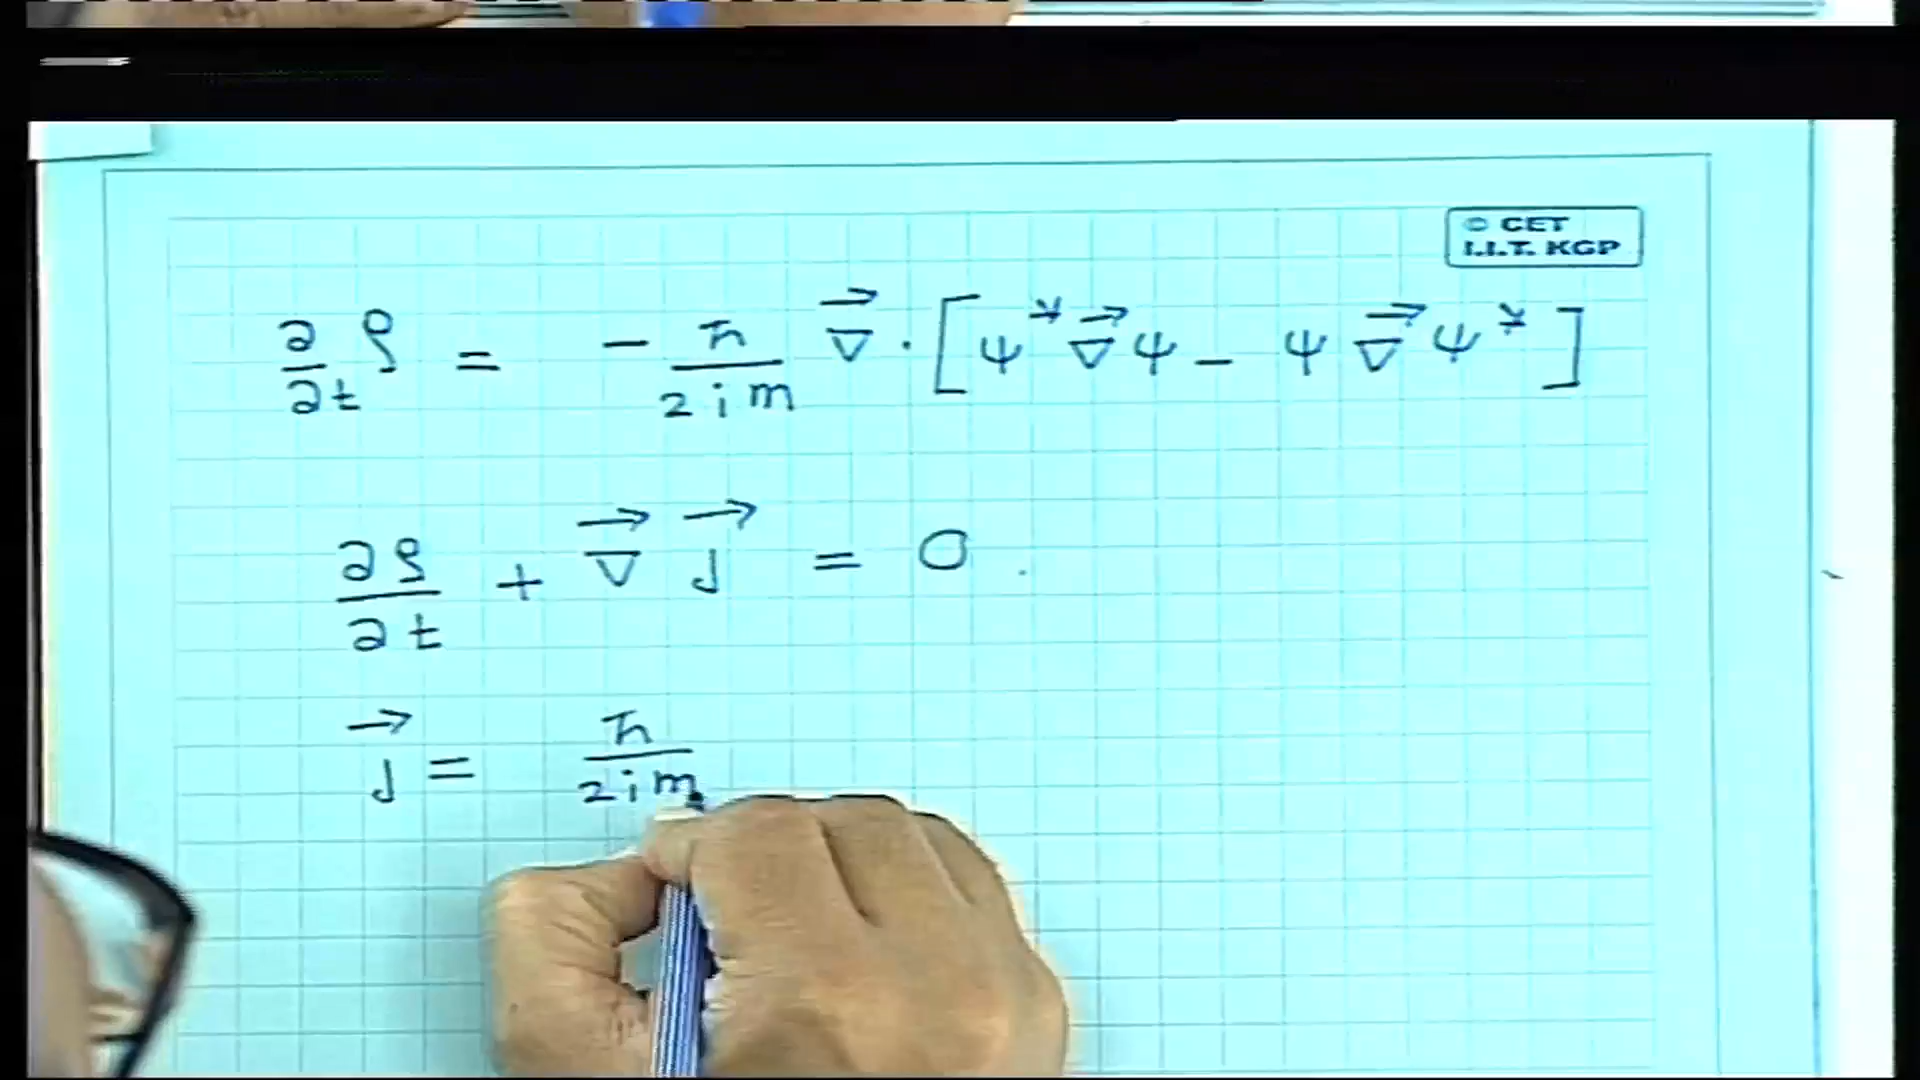 © CET
I.I.T. KGP
∂/∂t ρ = − ℏ/2im ∇⃗ · [ψ* ∇⃗ ψ − ψ ∇⃗ ψ*]
∂ρ/∂t + ∇⃗ J⃗ = 0.
J⃗ = ℏ/2im